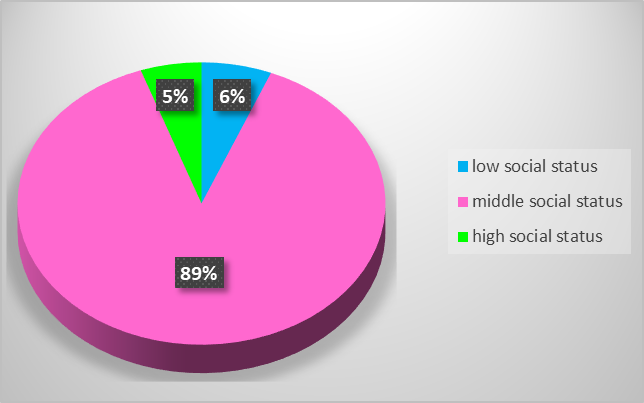 5%
6%
89%
low social status
middle social status
high social status